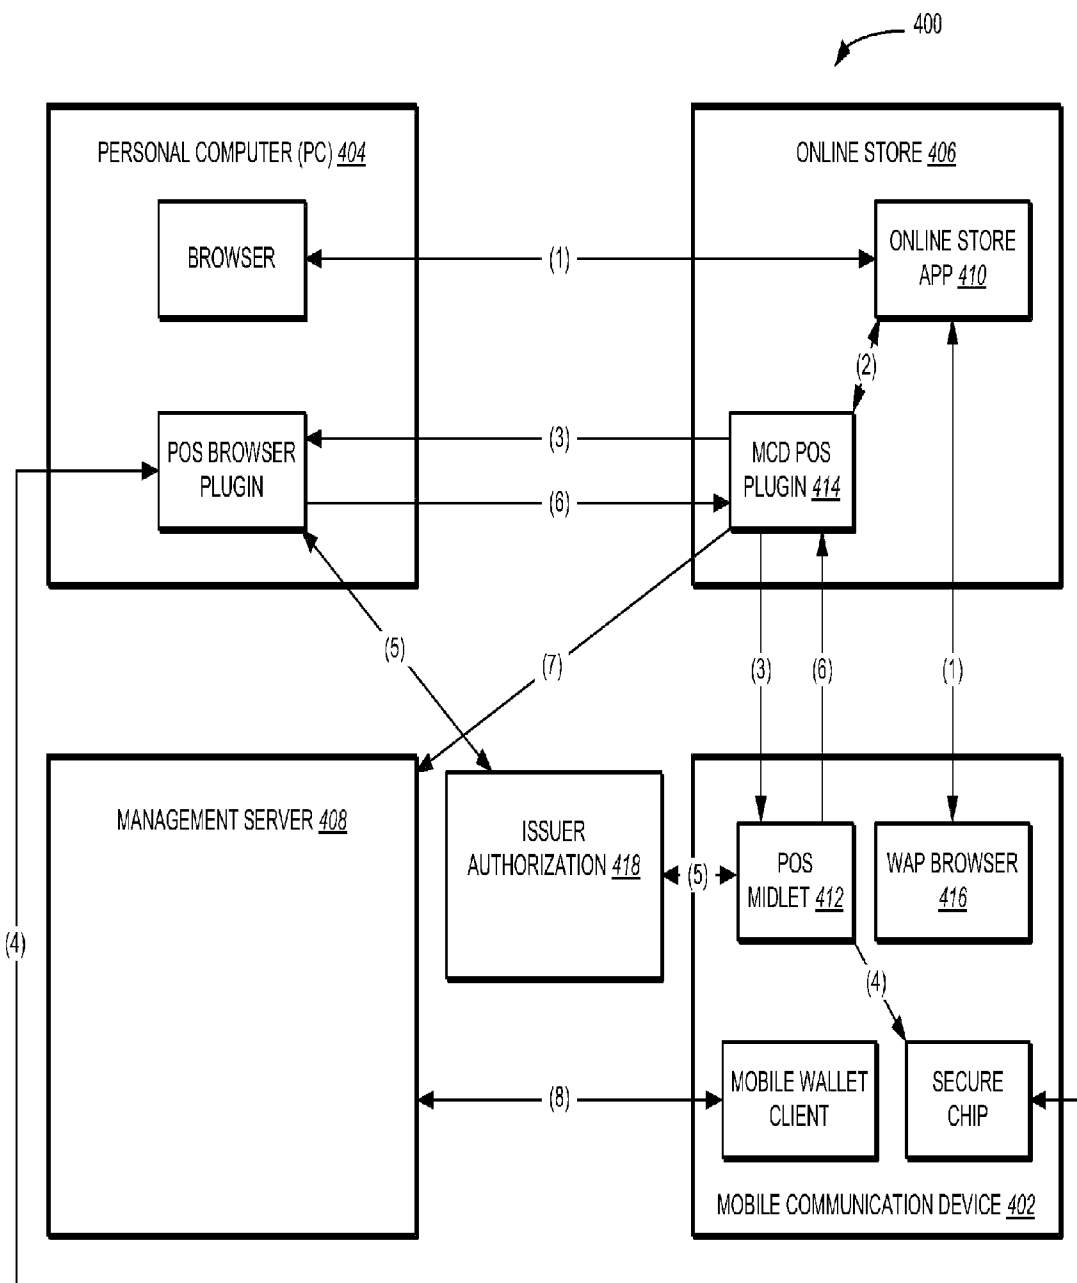 400
PERSONAL COMPUTER (PC) 404
ONLINE STORE 406
BROWSER
(1)
ONLINE STORE
APP 410
(2)
POS BROWSER
PLUGIN
(3)
(6)
MCD POS
PLUGIN 414
(5)
(7)
(3)
(6)
(1)
MANAGEMENT SERVER 408
ISSUER
AUTHORIZATION 418
(5)
POS
MIDLET 412
WAP BROWSER
416
(4)
(4)
(8)
MOBILE WALLET
CLIENT
SECURE
CHIP
MOBILE COMMUNICATION DEVICE 402